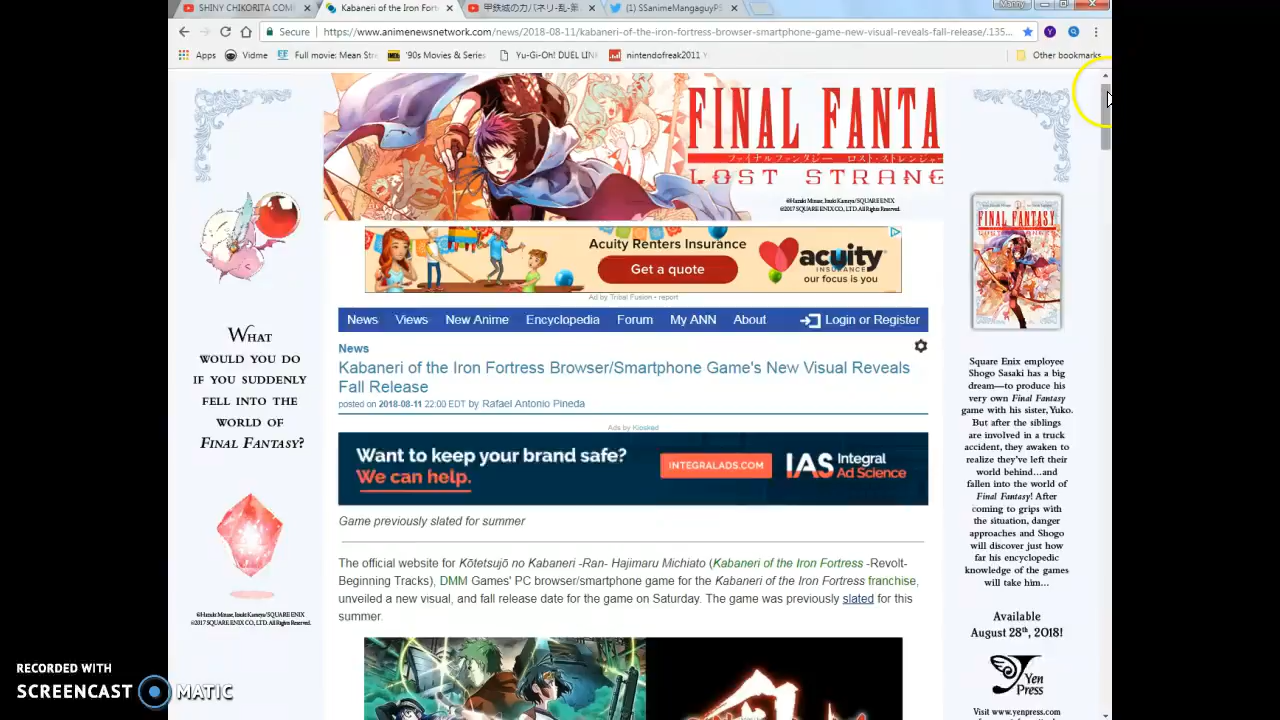 SHINY CHIKORITA COM
Kabaneri of the Iron Fort
甲鉄城のカバネリ -乱-
(1) SSanimeMangaguyPS
Manny
Secure
https://www.animenewsnetwork.com/news/2018-08-11/kabaneri-of-the-iron-fortress-browser-smartphone-game-new-visual-reveals-fall-release/.135...
Apps
Vidme
Full movie: Mean Stre
'90s Movies & Series
Yu-Gi-Oh! DUEL LINK
nintendofreak2011
Other bookmarks
FINAL FANTA
ファイナルファンタジー ロスト・ストレンジャー
LOST STRANG
©Hazuki Minase, Itsuki Kameya/SQUARE ENIX
©2017 SQUARE ENIX CO., LTD. All Rights Reserved.
Acuity Renters Insurance
Get a quote
acuity
INSURANCE
our focus is you
Ad by Tribal Fusion • report
News
Views
New Anime
Encyclopedia
Forum
My ANN
About
Login or Register
News
Kabaneri of the Iron Fortress Browser/Smartphone Game's New Visual Reveals
Fall Release
posted on 2018-08-11 22:00 EDT by Rafael Antonio Pineda
Ads by Kiosked
Want to keep your brand safe?
We can help.
INTEGRALADS.COM
IAS Integral
Ad Science
Game previously slated for summer
The official website for Kōtetsujō no Kabaneri -Ran- Hajimaru Michiato (Kabaneri of the Iron Fortress -Revolt-
Beginning Tracks), DMM Games' PC browser/smartphone game for the Kabaneri of the Iron Fortress franchise,
unveiled a new visual, and fall release date for the game on Saturday. The game was previously slated for this
summer.
WHAT
WOULD YOU DO
IF YOU SUDDENLY
FELL INTO THE
WORLD OF
FINAL FANTASY?
©Hazuki Minase, Itsuki Kameya/SQUARE ENIX
©2017 SQUARE ENIX CO., LTD. All Rights Reserved.
FINAL FANTASY
LOST STRANGER
Square Enix employee
Shogo Sasaki has a big
dream—to produce his
very own Final Fantasy
game with his sister, Yuko.
But after the siblings
are involved in a truck
accident, they awaken to
realize they've left their
world behind...and
fallen into the world of
Final Fantasy! After
coming to grips with
the situation, danger
approaches and Shogo
will discover just how
far his encyclopedic
knowledge of the games
will take him...
Available
August 28th, 2018!
Yen
Press
Visit www.yenpress.com
RECORDED WITH
SCREENCAST MATIC